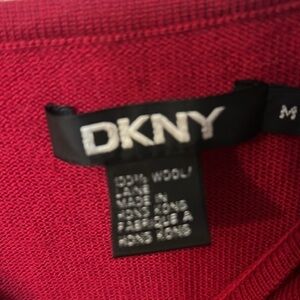 DKNY
M
100% WOOL/
LAINE
MADE IN
HONG KONG
FABRIQUE A
HONG KONG